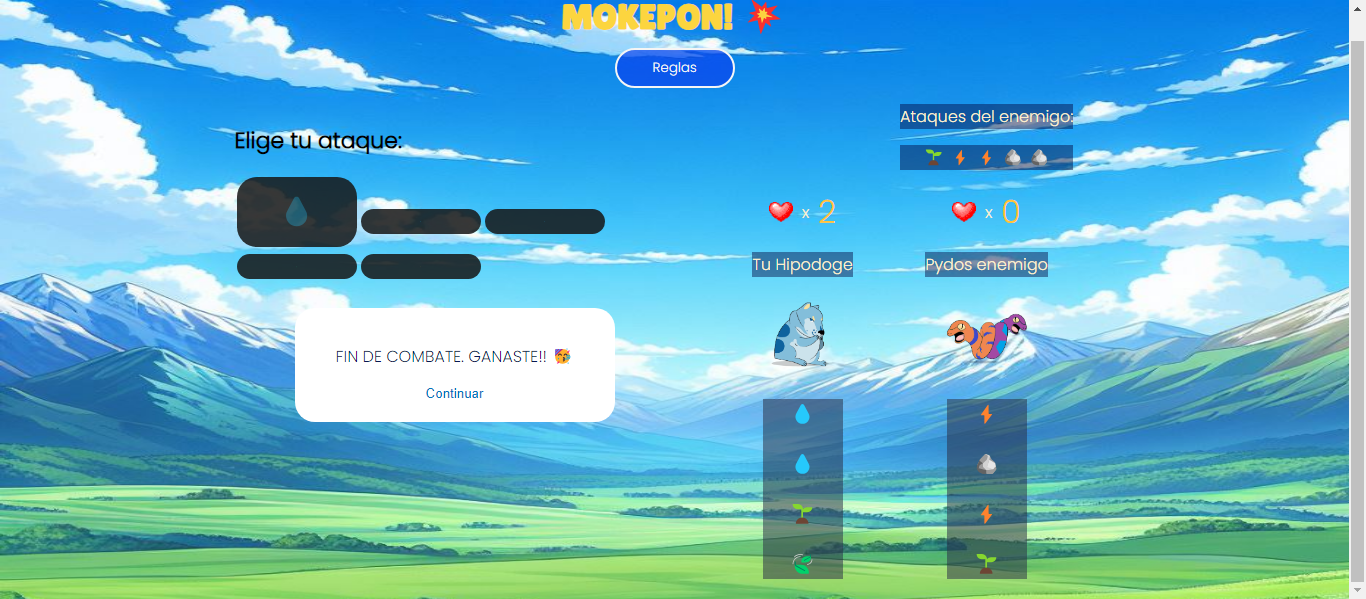 MOKEPON! 💥
Reglas
Elige tu ataque:
Ataques del enemigo:
x 2
x 0
Tu Hipodoge
Pydos enemigo
FIN DE COMBATE. GANASTE!! 🥳
Continuar